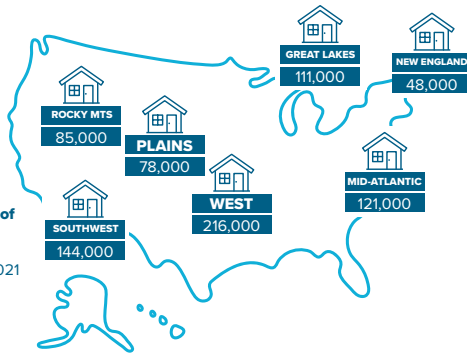 GREAT LAKES
111,000
NEW ENGLAND
48,000
ROCKY MTS
85,000
PLAINS
78,000
MID-ATLANTIC
121,000
WEST
216,000
of
SOUTHWEST
144,000
021